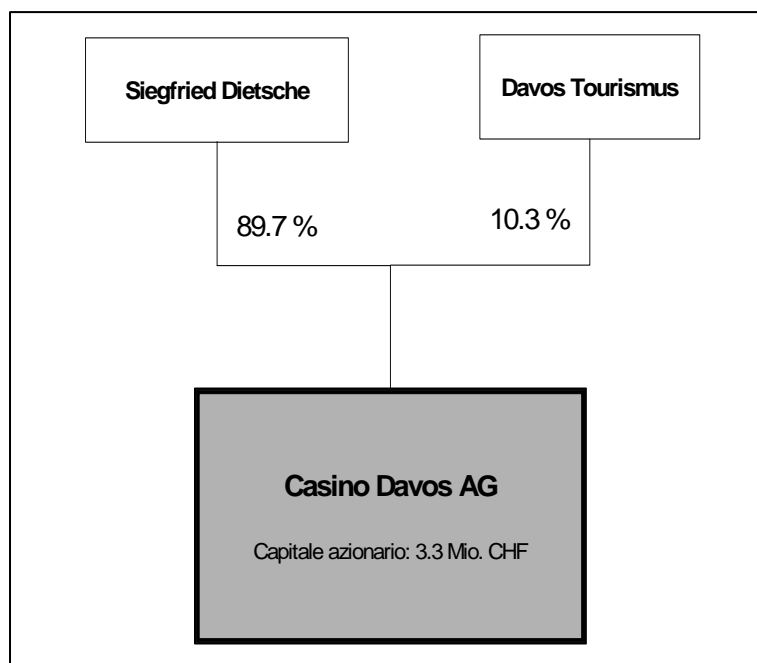 Siegfried Dietsche
Davos Tourismus
89.7 %
10.3 %
Casino Davos AG
Capitale azionario: 3.3 Mio. CHF